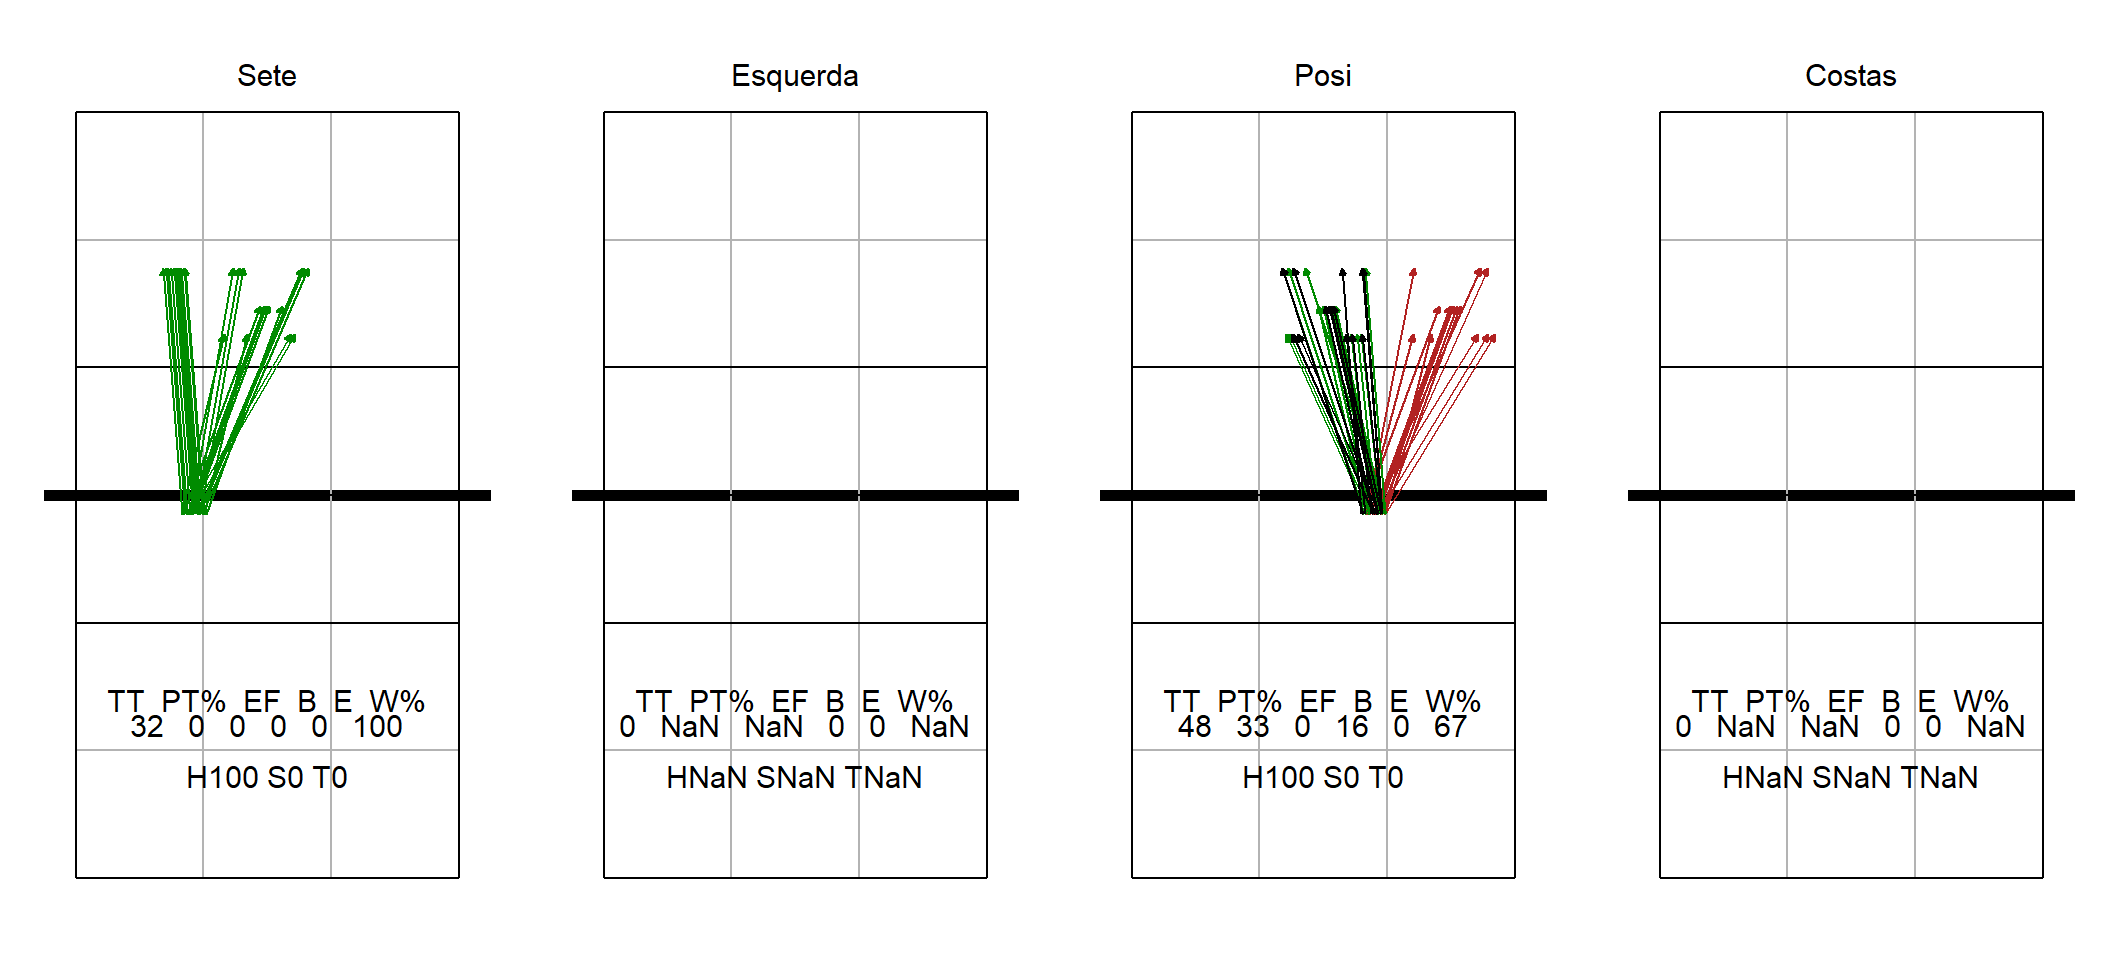 Sete
TT PT% EF B E W%
32 0 0 0 0 100
H100 S0 T0
Esquerda
TT PT% EF B E W%
0 NaN NaN 0 0 NaN
HNaN SNaN TNaN
Posi
TT PT% EF B E W%
48 33 0 16 0 67
H100 S0 T0
Costas
TT PT% EF B E W%
0 NaN NaN 0 0 NaN
HNaN SNaN TNaN